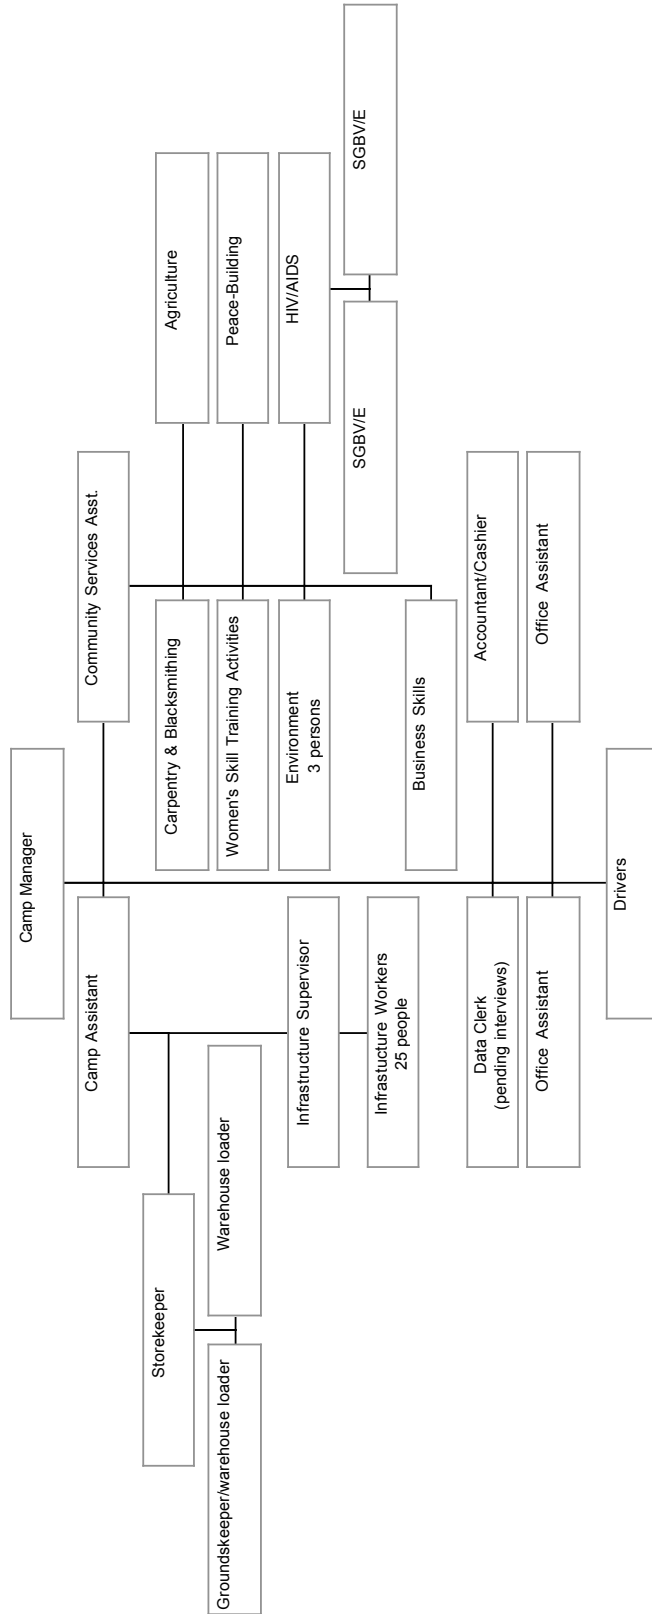 Camp Manager
Camp Assistant
Community Services Asst.
Storekeeper
Groundskeeper/warehouse loader
Warehouse loader
Infrastructure Supervisor
Infrastucture Workers
25 people
Carpentry & Blacksmithing
Agriculture
Women's Skill Training Activities
Peace-Building
Environment
3 persons
HIV/AIDS
SGBV/E
SGBV/E
Business Skills
Data Clerk
(pending interviews)
Accountant/Cashier
Office Assistant
Office Assistant
Drivers